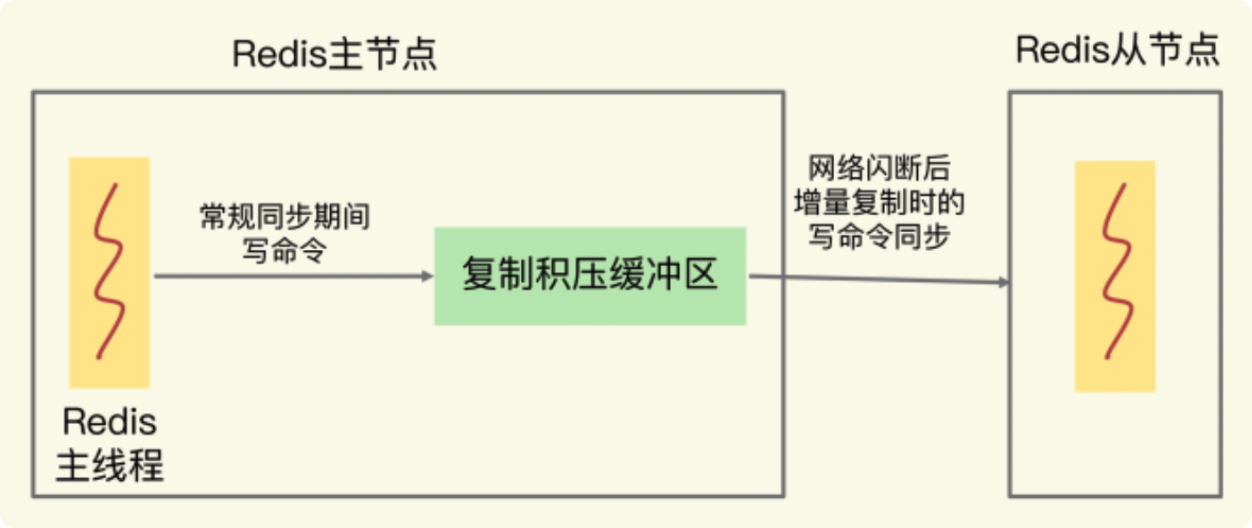 Redis主节点
Redis从节点
常规同步期间
写命令
复制积压缓冲区
网络闪断后
增量复制时的
写命令同步
Redis
主线程